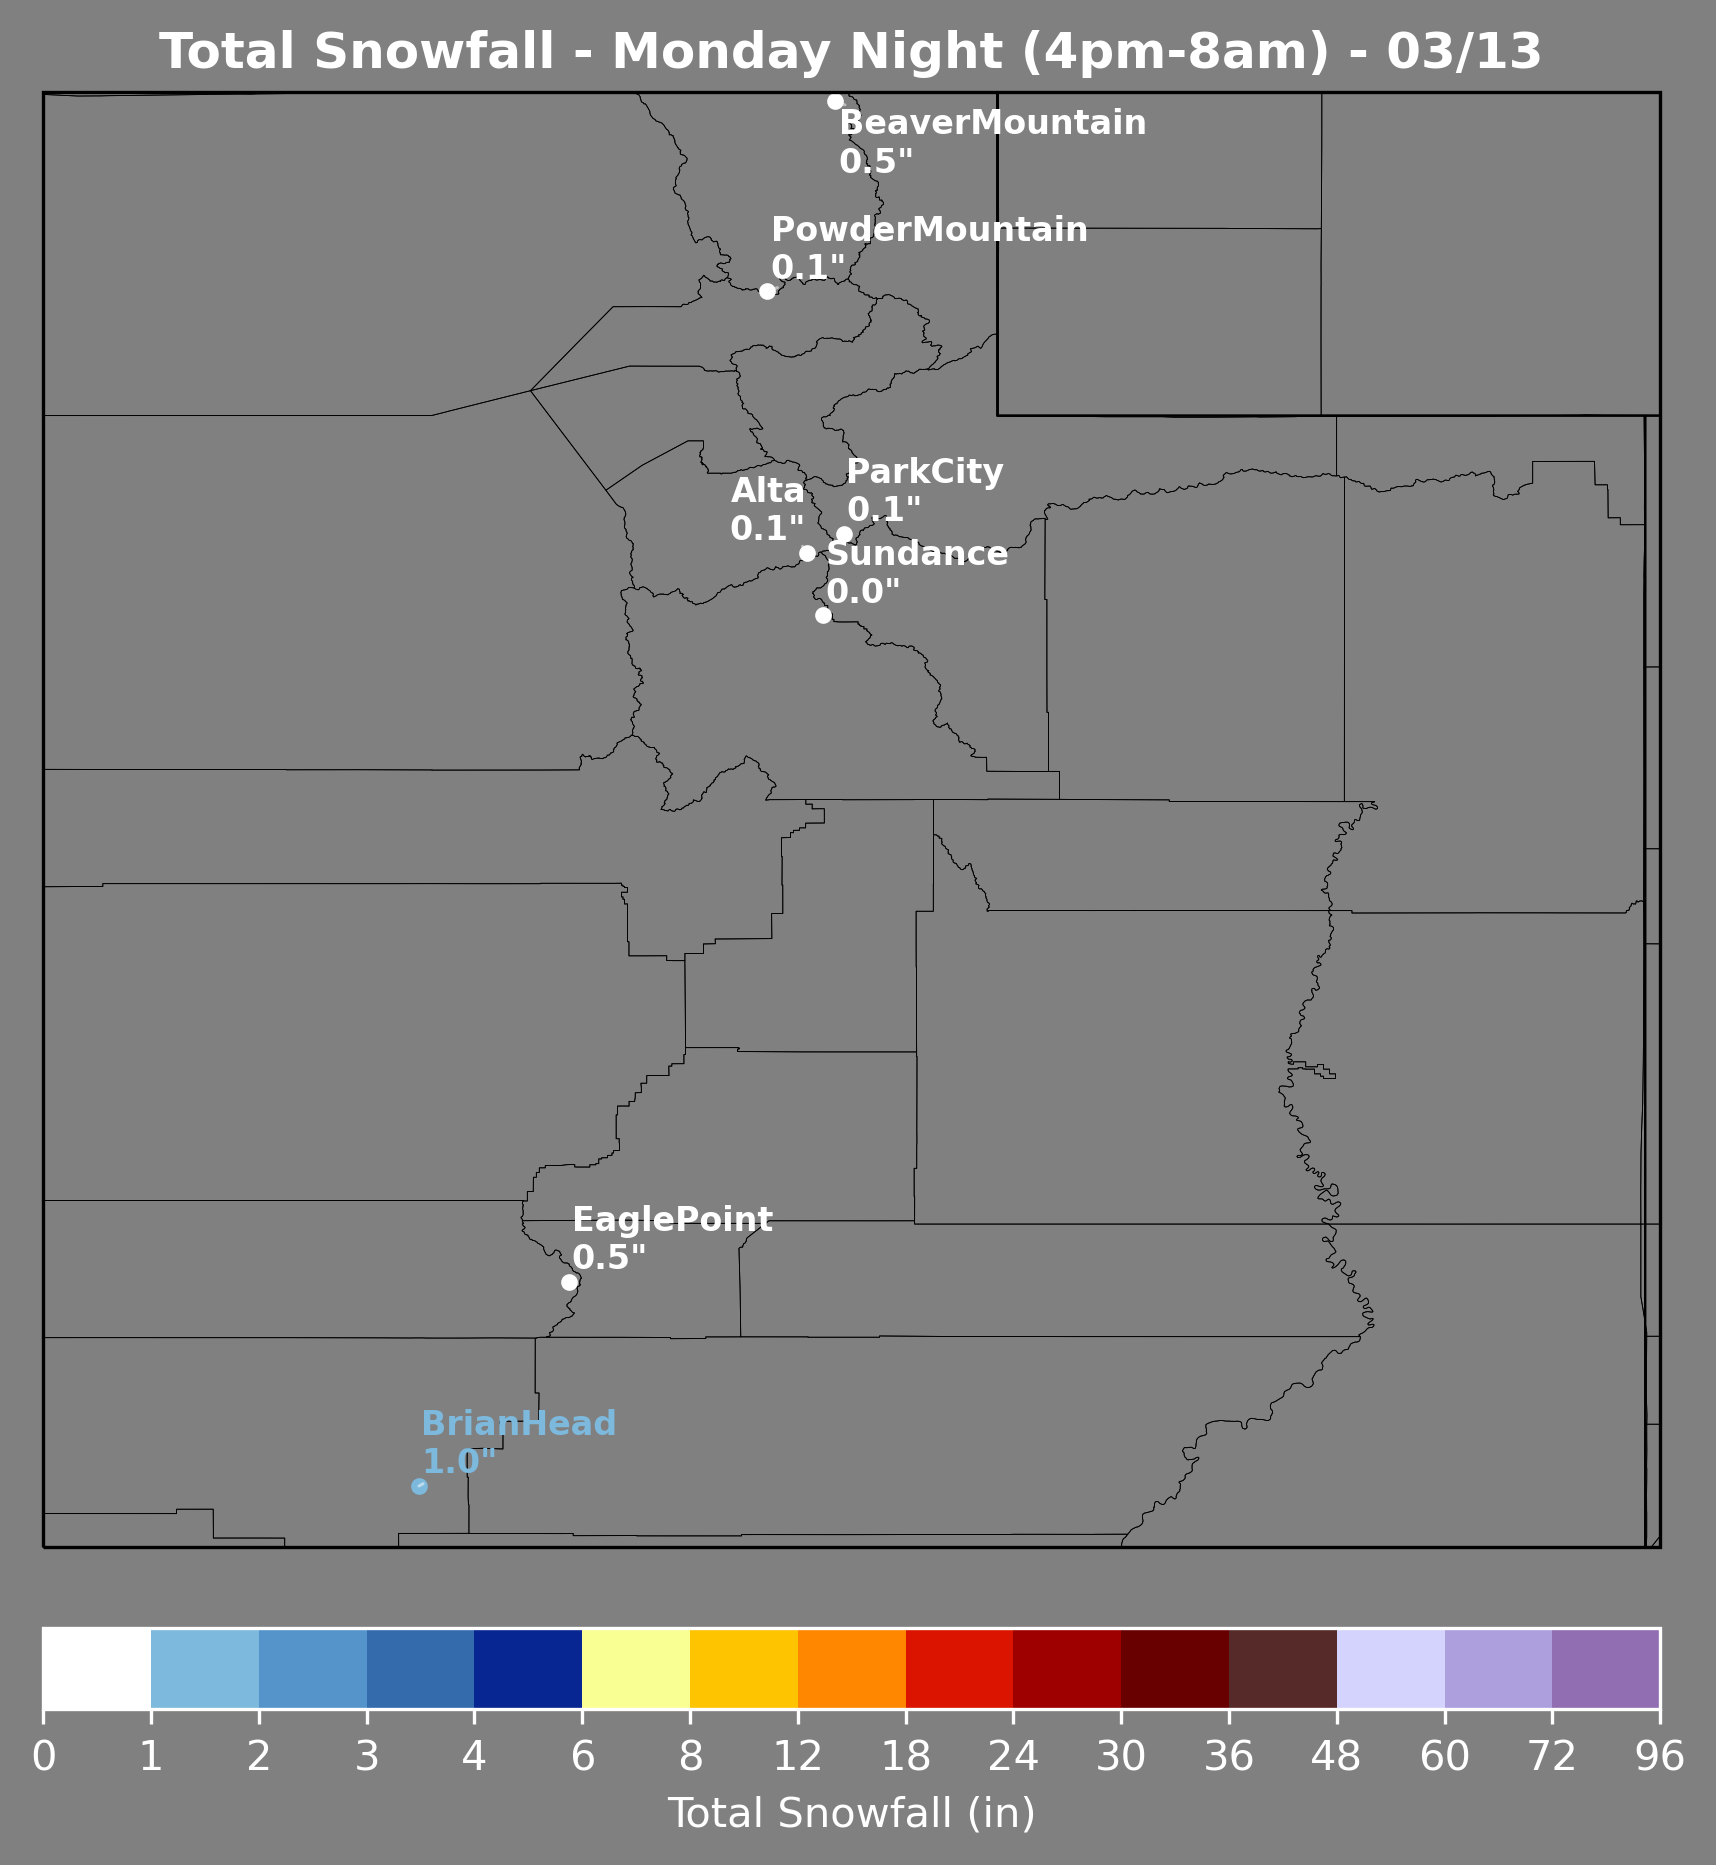 Total Snowfall - Monday Night (4pm-8am) - 03/13
BeaverMountain
0.5"
PowderMountain
0.1"
ParkCity
0.1"
Alta
0.1"
Sundance
0.0"
EaglePoint
0.5"
BrianHead
1.0"
0 1 2 3 4 6 8 12 18 24 30 36 48 60 72 96
Total Snowfall (in)